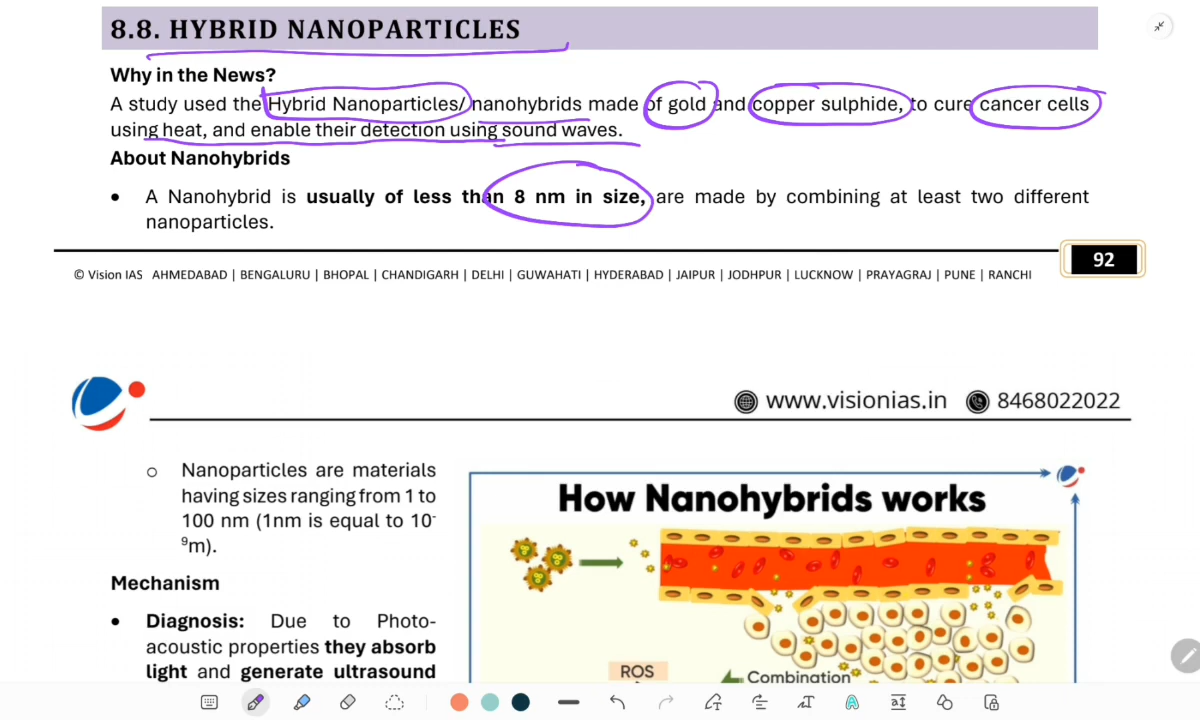 8.8. HYBRID NANOPARTICLES
Why in the News?
A study used the Hybrid Nanoparticles/ nanohybrids made of gold and copper sulphide, to cure cancer cells
using heat, and enable their detection using sound waves.
About Nanohybrids
• A Nanohybrid is usually of less than 8 nm in size, are made by combining at least two different
nanoparticles.
92
© Vision IAS AHMEDABAD | BENGALURU | BHOPAL | CHANDIGARH | DELHI | GUWAHATI | HYDERABAD | JAIPUR | JODHPUR | LUCKNOW | PRAYAGRAJ | PUNE | RANCHI
www.visionias.in 8468022022
o Nanoparticles are materials
having sizes ranging from 1 to
100 nm (1nm is equal to 10⁻
⁹m).
Mechanism
• Diagnosis: Due to Photo-
acoustic properties they absorb
light and generate ultrasound
How Nanohybrids works
ROS
Combination